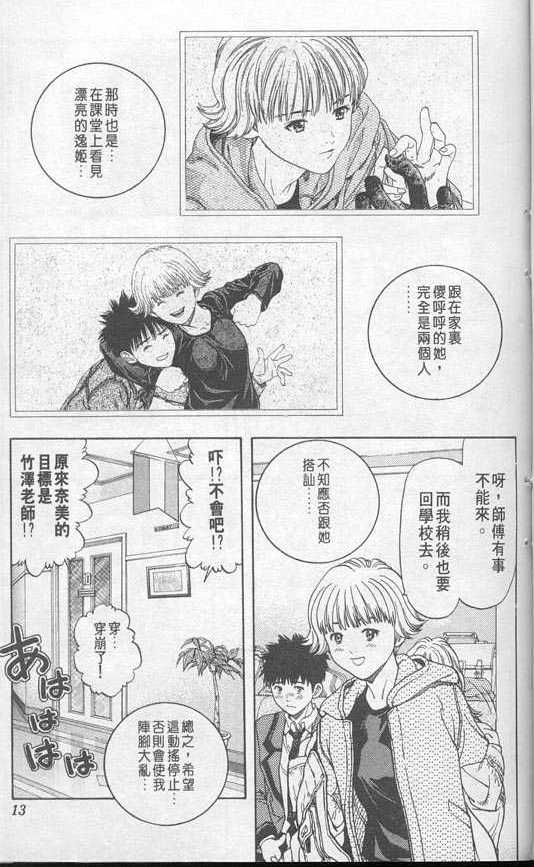 那時也是…
在課堂上看見
漂亮的逸姬…
跟在家裏
儍呼呼的她，
完全是兩個人
……
呀，師傅有事
不能來。
而我稍後也要
回學校去。
不知應否跟她
搭訕……
吓!?不會吧!?
原來奈美的
目標是
竹澤老師!?
穿…
穿崩了!
あはははは
總之，希望
這動搖停止…
否則會使我
陣腳大亂…
13